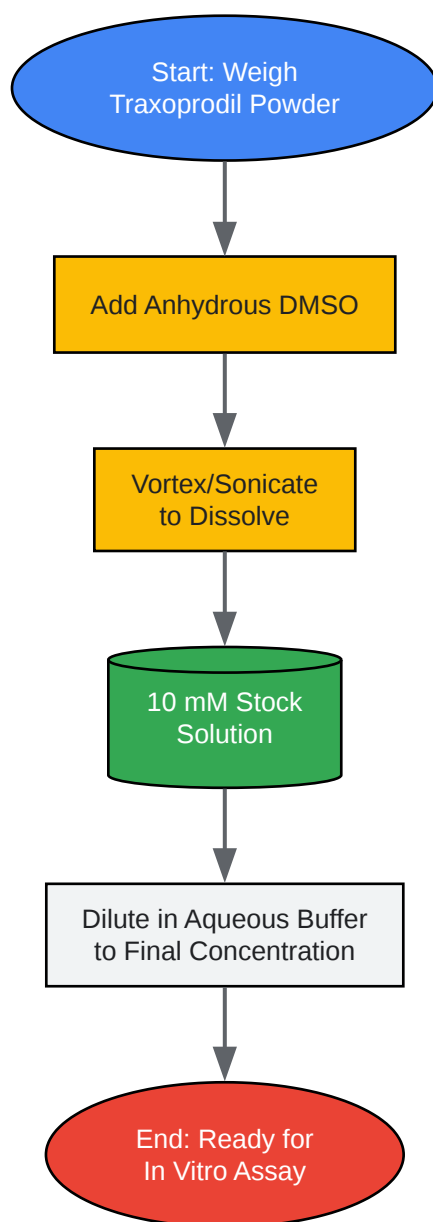 Start: Weigh
Traxoprodil Powder
Add Anhydrous DMSO
Vortex/Sonicate
to Dissolve
10 mM Stock
Solution
Dilute in Aqueous Buffer
to Final Concentration
End: Ready for
In Vitro Assay